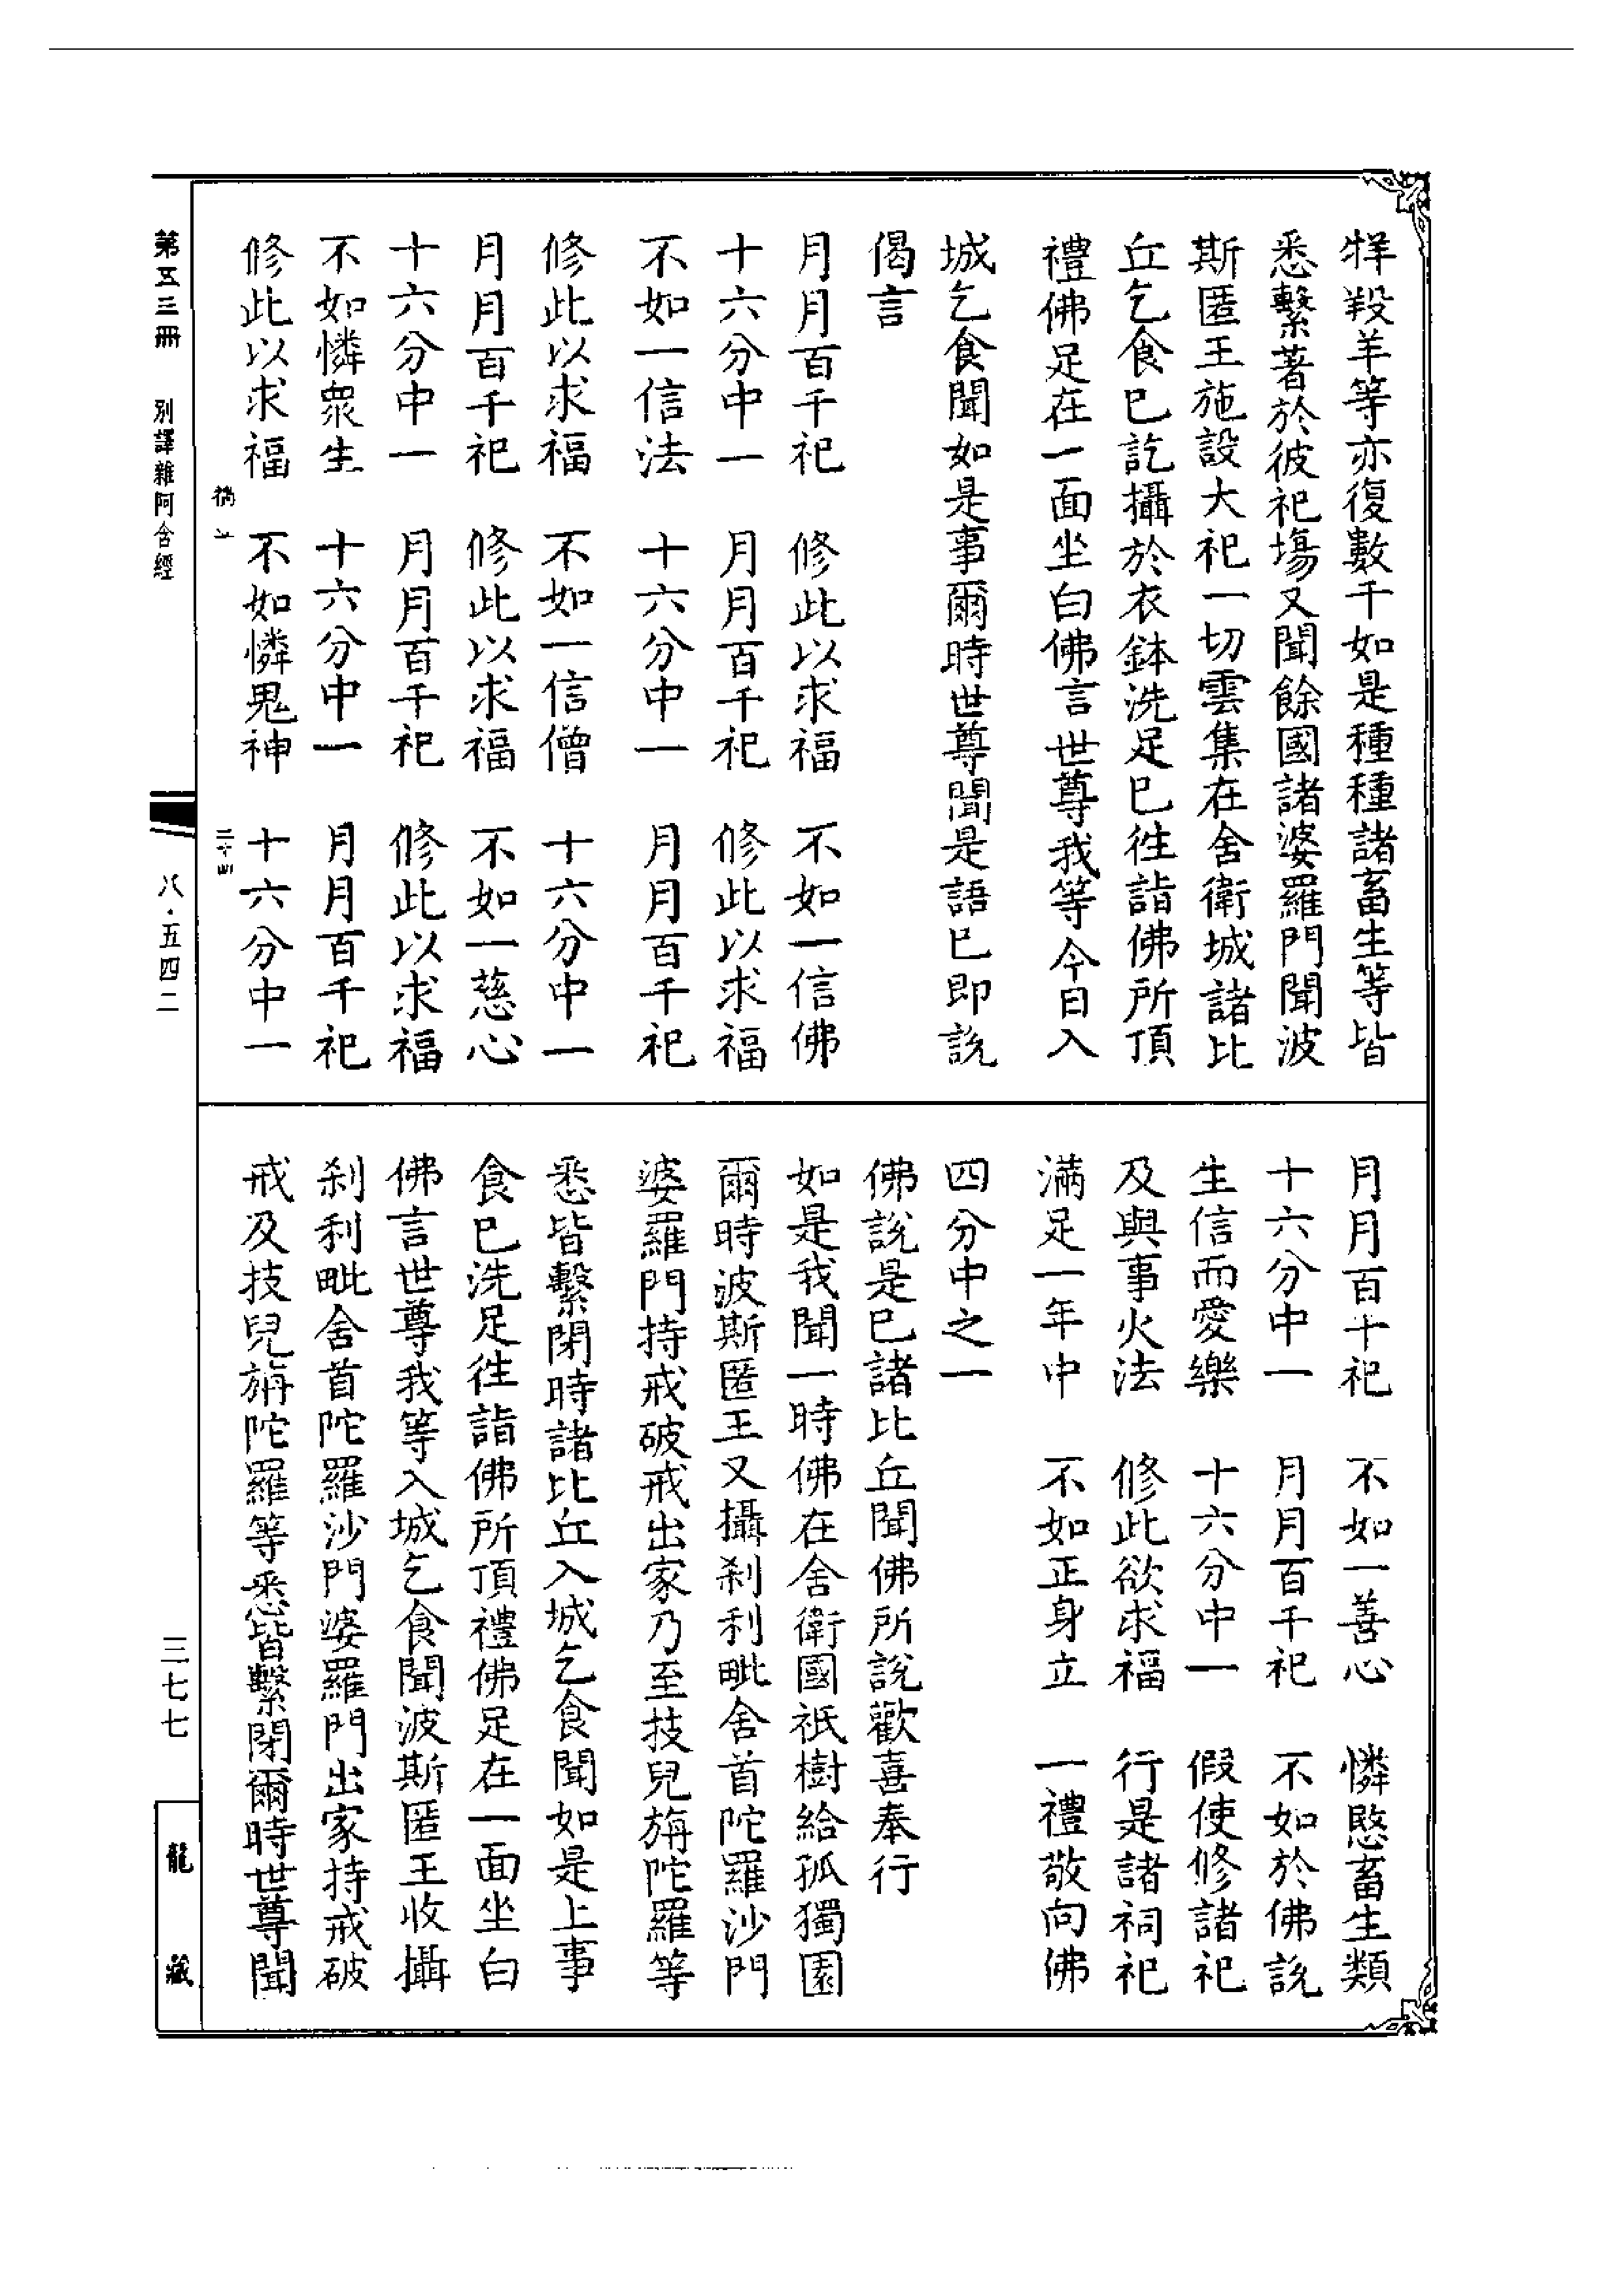 牂羖羊等亦復數千如是種種諸畜生等皆
悉繫著於彼祀塲又聞餘國諸婆羅門聞波
斯匿王施設大祀一切雲集在舍衛城諸比
丘乞食已訖攝於衣鉢洗足已徃詣佛所頂
禮佛足在一面坐白佛言世尊我等今日入
城乞食聞如是事爾時世尊聞是語已即說
偈言
月月百千祀 修此以求福 不如一信佛
十六分中一 月月百千祀 修此以求福
不如一信法 十六分中一 月月百千祀
修此以求福 不如一信僧 十六分中一
月月百千祀 修此以求福 不如一慈心
十六分中一 月月百千祀 修此以求福
不如憐衆生 十六分中一 月月百千祀
修此以求福 不如憐鬼神 十六分中一
月月百千祀 不如一善心 憐愍畜生類
十六分中一 月月百千祀 不如於佛說
生信而愛樂 十六分中一 假使修諸祀
及與事火法 修此欲求福 行是諸祠祀
滿足一年中 不如正身立 一禮敬向佛
四分中之一
佛說是已諸比丘聞佛所說歡喜奉行
如是我聞一時佛在舍衛國祇樹給孤獨園
爾時波斯匿王又攝剎利毗舍首陀羅沙門
婆羅門持戒破戒出家乃至技兒旃陀羅等
悉皆繫閉時諸比丘入城乞食聞如是上事
食已洗足徃詣佛所頂禮佛足在一面坐白
佛言世尊我等入城乞食聞波斯匿王收攝
剎利毗舍首陀羅沙門婆羅門出家持戒破
戒及技兒旃陀羅等悉皆繫閉爾時世尊聞
二十四
第五三冊 別譯雜阿含經
八·五四二
三七七
龍藏